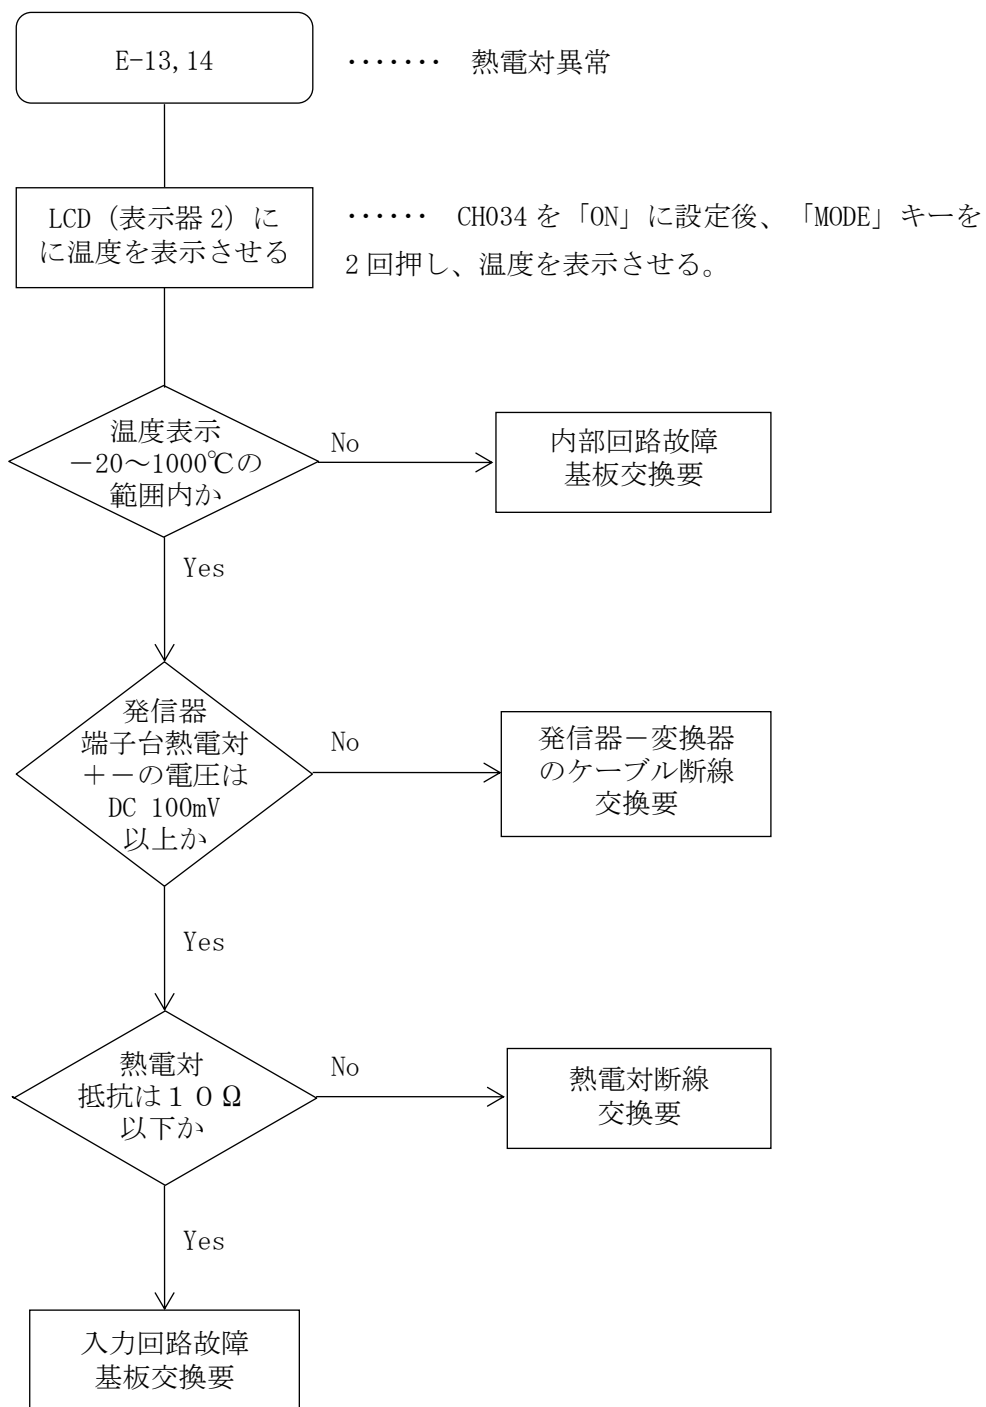 E-13,14
‥‥‥‥ 熱電対異常
LCD（表示器2）に
に温度を表示させる
‥‥‥ CH034を「ON」に設定後、「MODE」キーを
2回押し、温度を表示させる。
温度表示
－20～1000℃の
範囲内か
No
内部回路故障
基板交換要
Yes
発信器
端子台熱電対
＋－の電圧は
DC 100mV
以上か
No
発信器－変換器
のケーブル断線
交換要
Yes
熱電対
抵抗は１０Ω
以下か
No
熱電対断線
交換要
Yes
入力回路故障
基板交換要